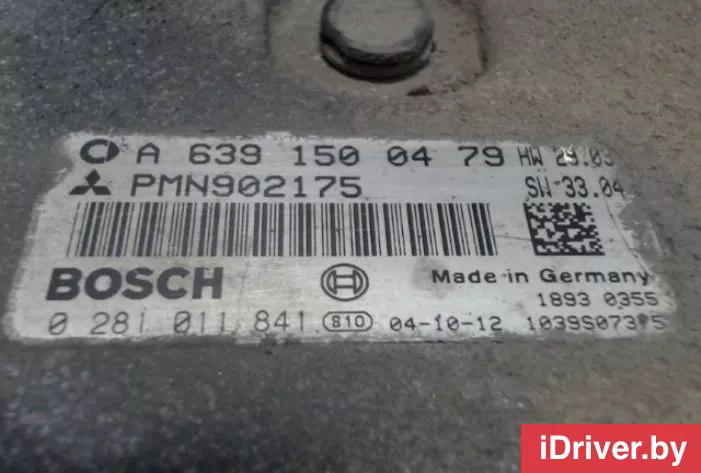 A 639 150 04 79 HW 29.03
PMN902175 SW 33.04
BOSCH Made in Germany
1893 0355
0 281 011 841 810 04-10-12 1039S07375
iDriver.by